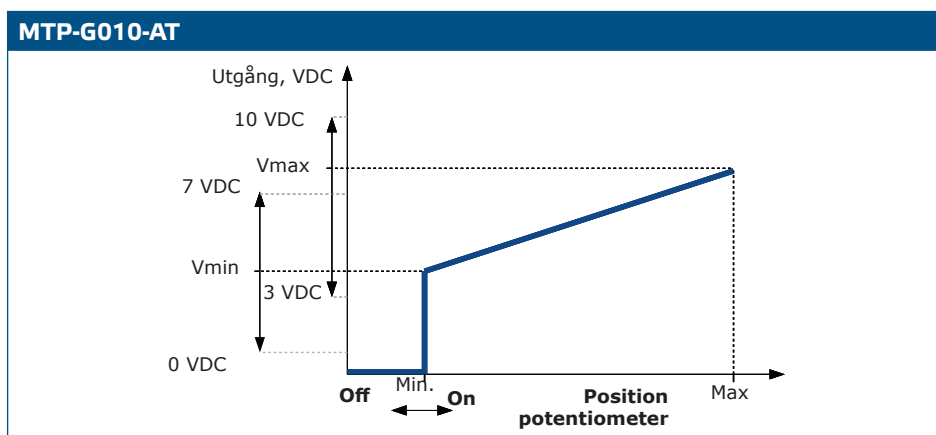 MTP-G010-AT
Utgång, VDC
10 VDC
Vmax
7 VDC
Vmin
3 VDC
0 VDC
Off
Min.
On
Position
potentiometer
Max